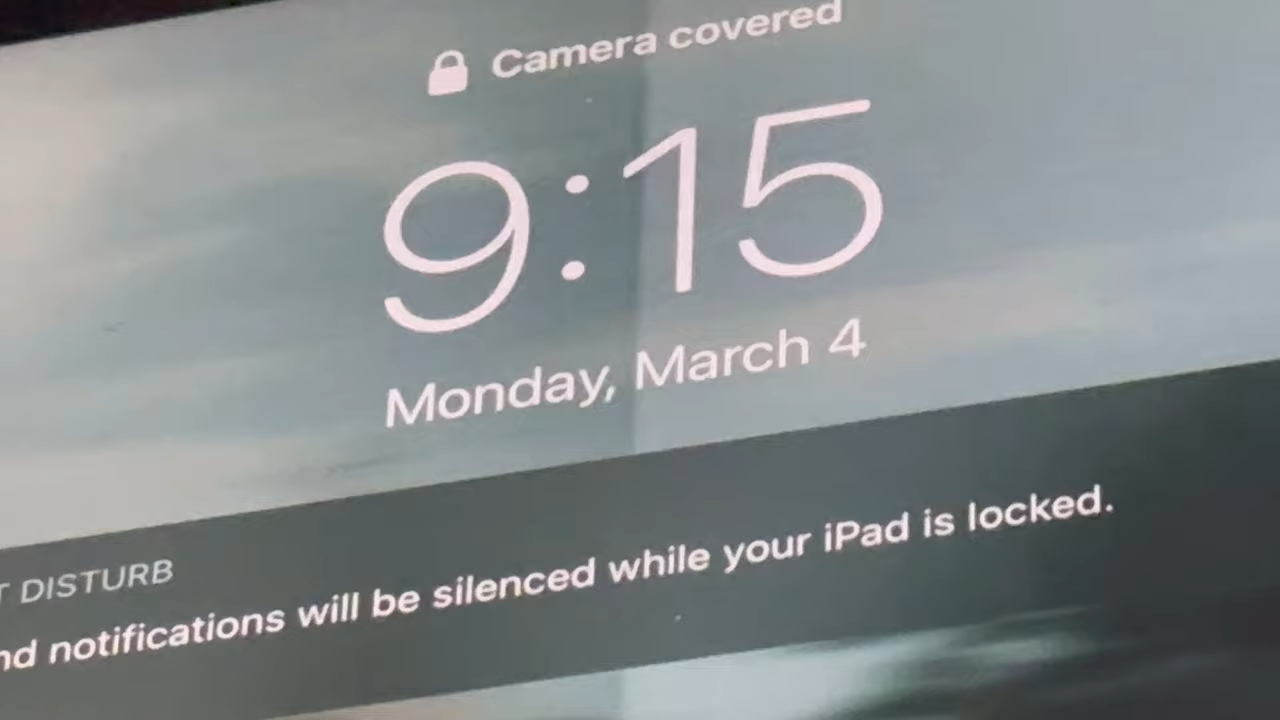 Camera covered
9:15
Monday, March 4
DISTURB
notifications will be silenced while your iPad is locked.